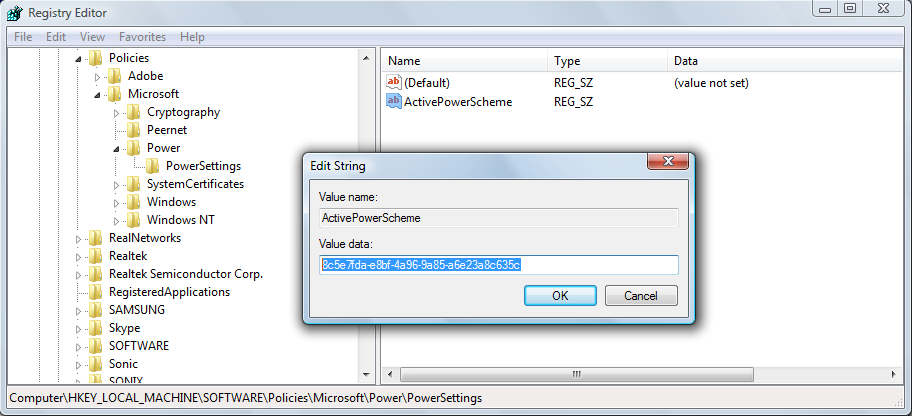 Registry Editor
File Edit View Favorites Help
Policies
Adobe
Microsoft
Cryptography
Peernet
Power
PowerSettings
SystemCertificates
Windows
Windows NT
RealNetworks
Realtek
Realtek Semiconductor Corp.
RegisteredApplications
SAMSUNG
Skype
SOFTWARE
Sonic
SONIX
Name Type Data
ab (Default) REG_SZ (value not set)
ab ActivePowerScheme REG_SZ
Edit String
Value name:
ActivePowerScheme
Value data:
8c5e7fda-e8bf-4a96-9a85-a6e23a8c635c
OK Cancel
Computer\HKEY_LOCAL_MACHINE\SOFTWARE\Policies\Microsoft\Power\PowerSettings